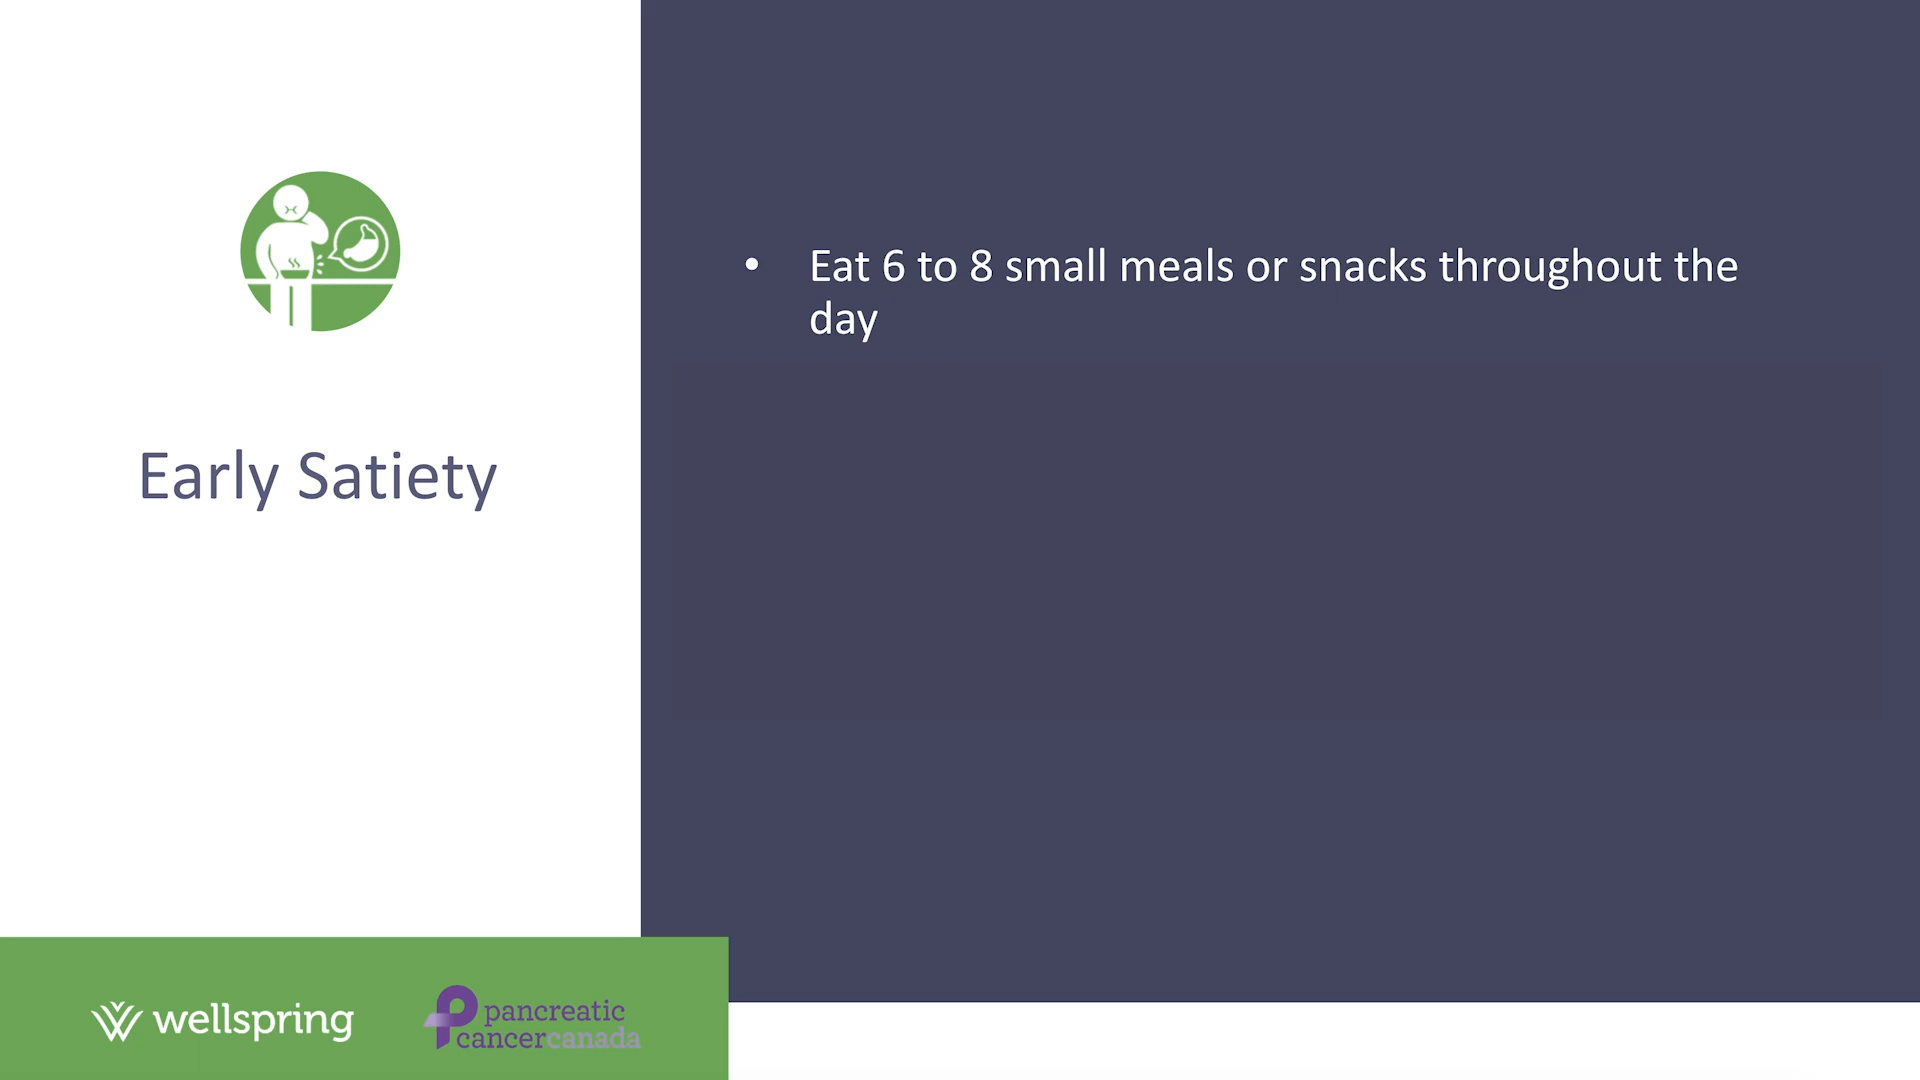 Early Satiety
• Eat 6 to 8 small meals or snacks throughout the
day
wellspring
pancreatic
cancercanada